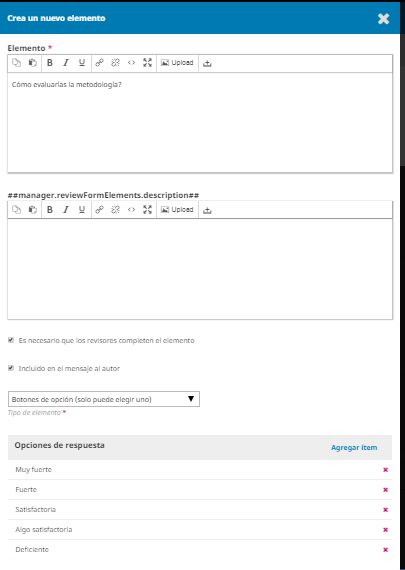 Crea un nuevo elemento
Elemento *
B I U Upload
Cómo evaluarías la metodología?
##manager.reviewFormElements.description##
B I U Upload
Es necesario que los revisores completen el elemento
Incluido en el mensaje al autor
Botones de opción (solo puede elegir uno)
Tipo de elemento *
Opciones de respuesta Agregar ítem
Muy fuerte
Fuerte
Satisfactoria
Algo satisfactoria
Deficiente